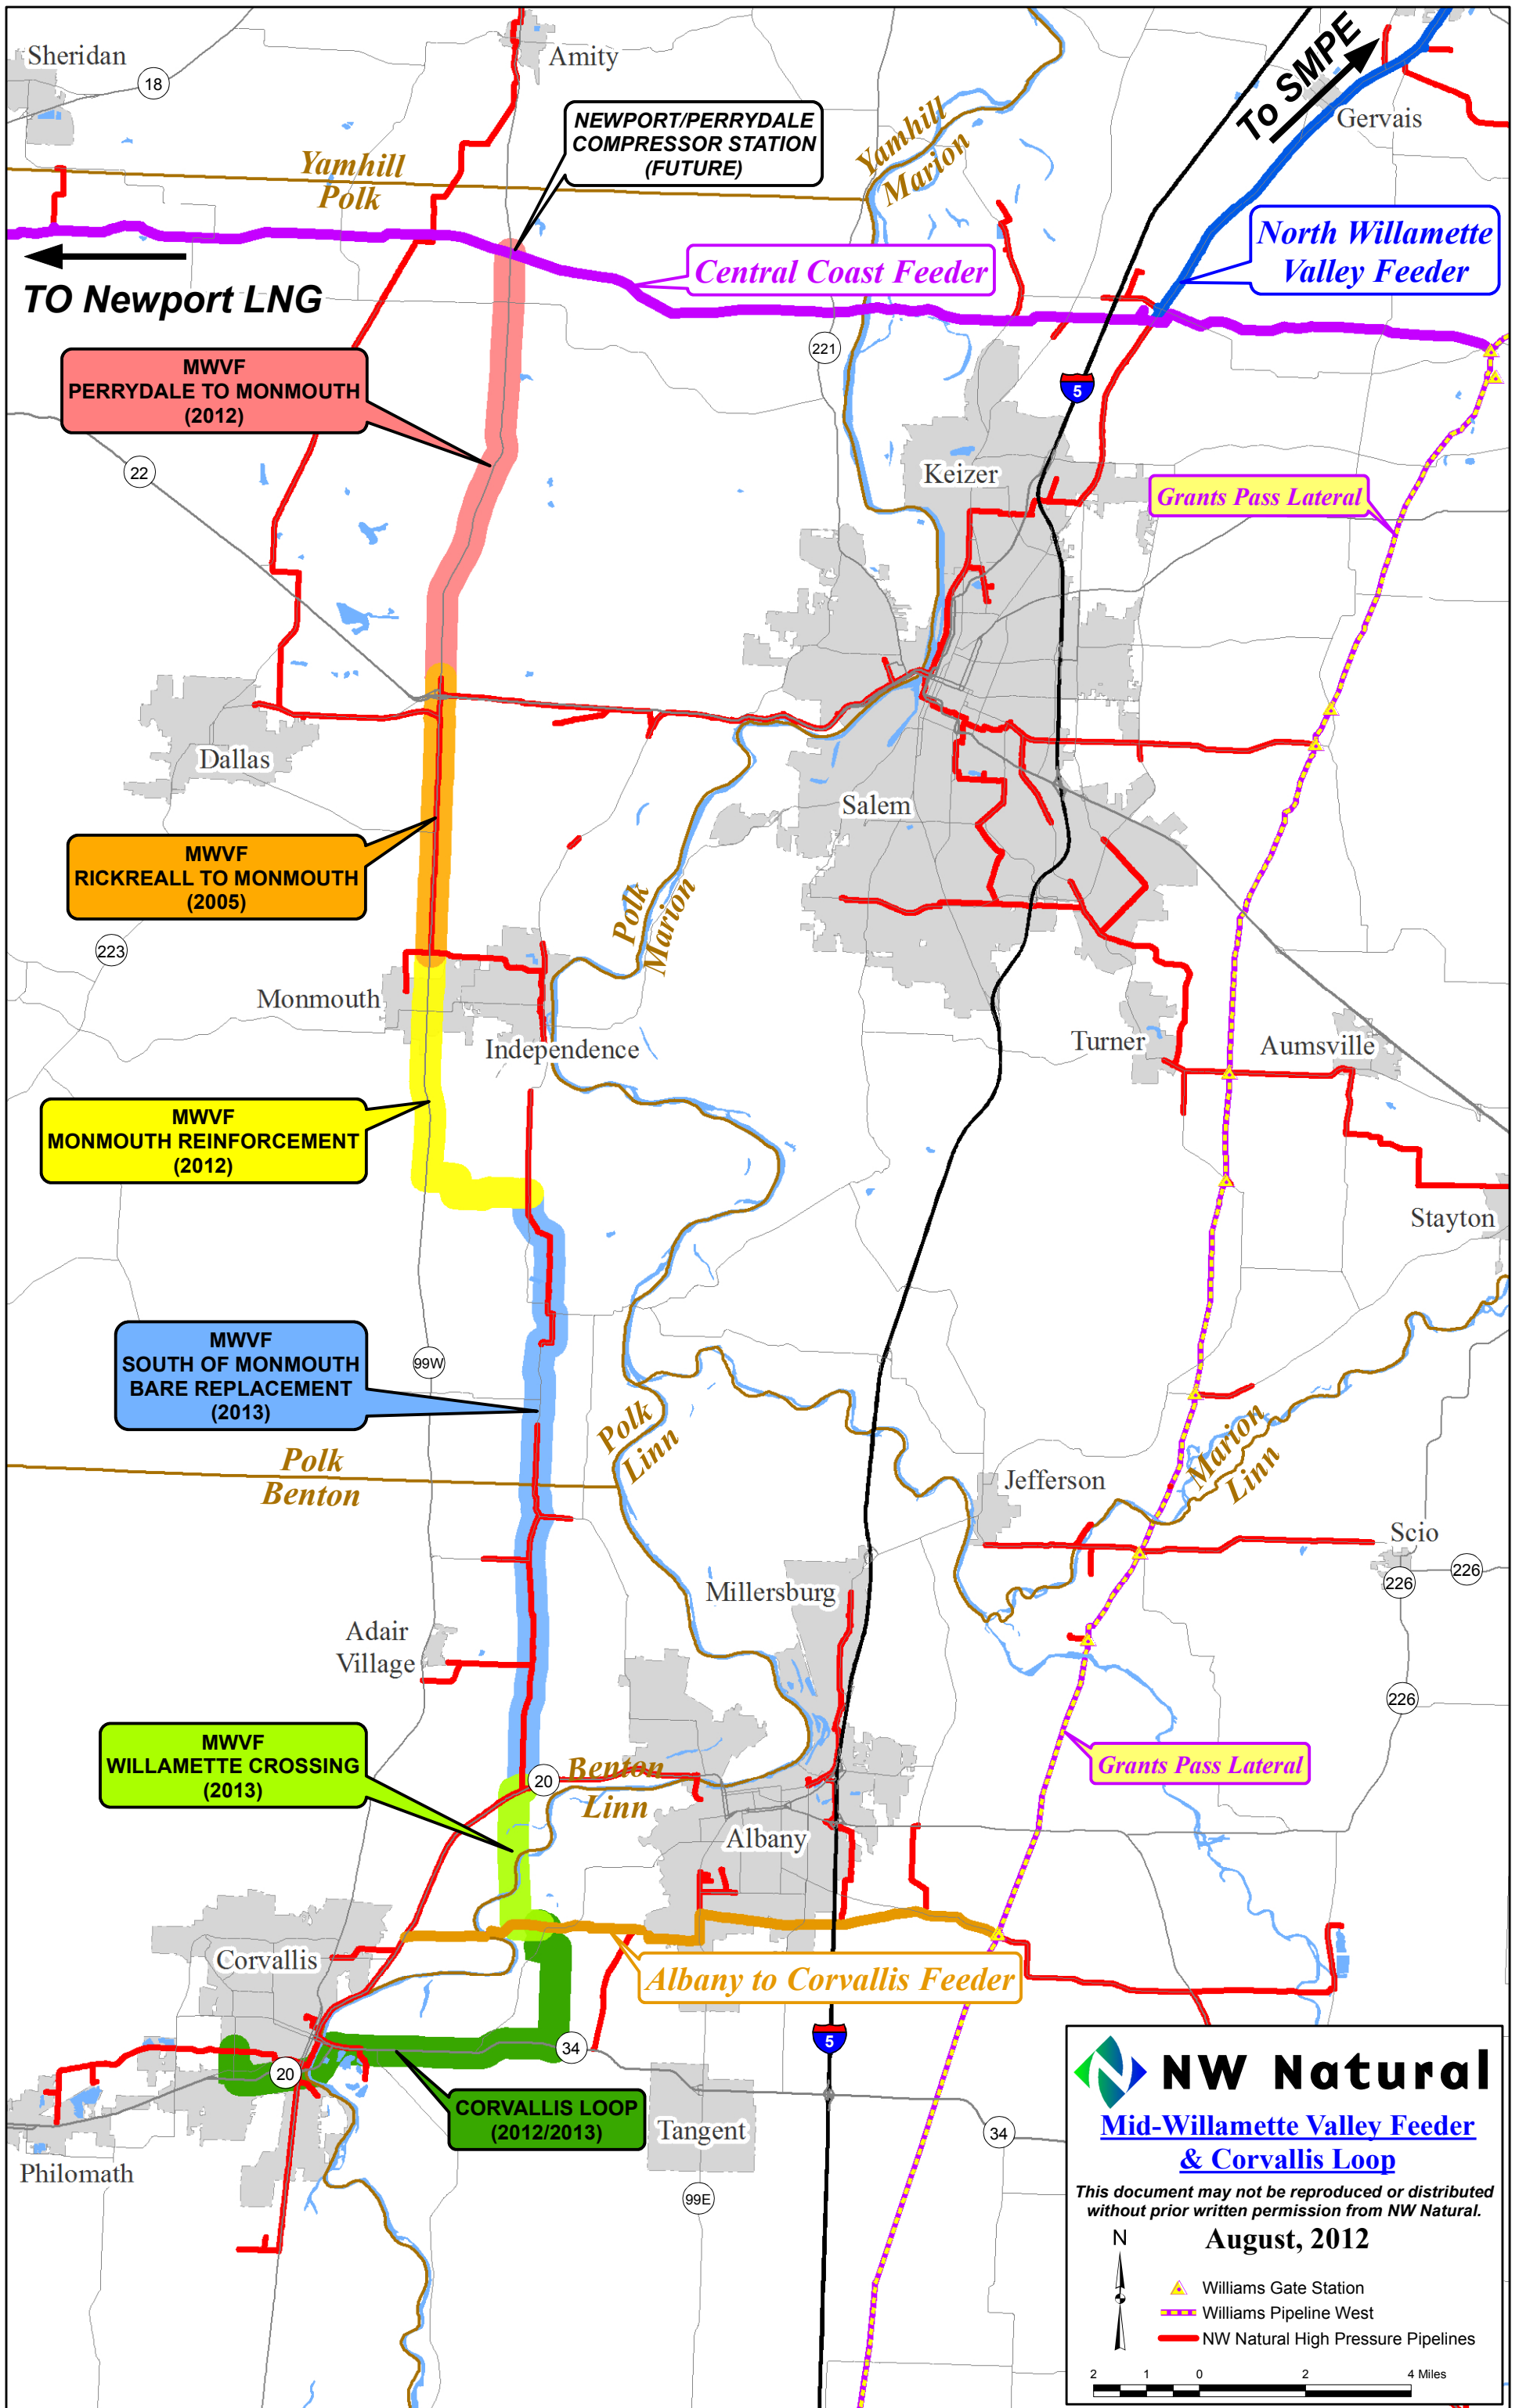 Sheridan
18
Amity
To SMPE
Gervais
NEWPORT/PERRYDALE
COMPRESSOR STATION
(FUTURE)
Yamhill
Polk
Yamhill
Marion
North Willamette
Valley Feeder
Central Coast Feeder
TO Newport LNG
221
5
MWVF
PERRYDALE TO MONMOUTH
(2012)
22
Keizer
Grants Pass Lateral
Dallas
Salem
MWVF
RICKREALL TO MONMOUTH
(2005)
Polk
Marion
223
Monmouth
Independence
Turner
Aumsville
MWVF
MONMOUTH REINFORCEMENT
(2012)
Stayton
MWVF
SOUTH OF MONMOUTH
BARE REPLACEMENT
(2013)
99W
Polk
Linn
Marion
Linn
Polk
Benton
Jefferson
Scio
226
226
Millersburg
Adair
Village
226
MWVF
WILLAMETTE CROSSING
(2013)
20
Benton
Linn
Grants Pass Lateral
Albany
Corvallis
Albany to Corvallis Feeder
5
34
20
CORVALLIS LOOP
(2012/2013)
Tangent
34
Philomath
99E
NW Natural
Mid-Willamette Valley Feeder
& Corvallis Loop
This document may not be reproduced or distributed
without prior written permission from NW Natural.
N
August, 2012
Williams Gate Station
Williams Pipeline West
NW Natural High Pressure Pipelines
2 1 0 2 4 Miles